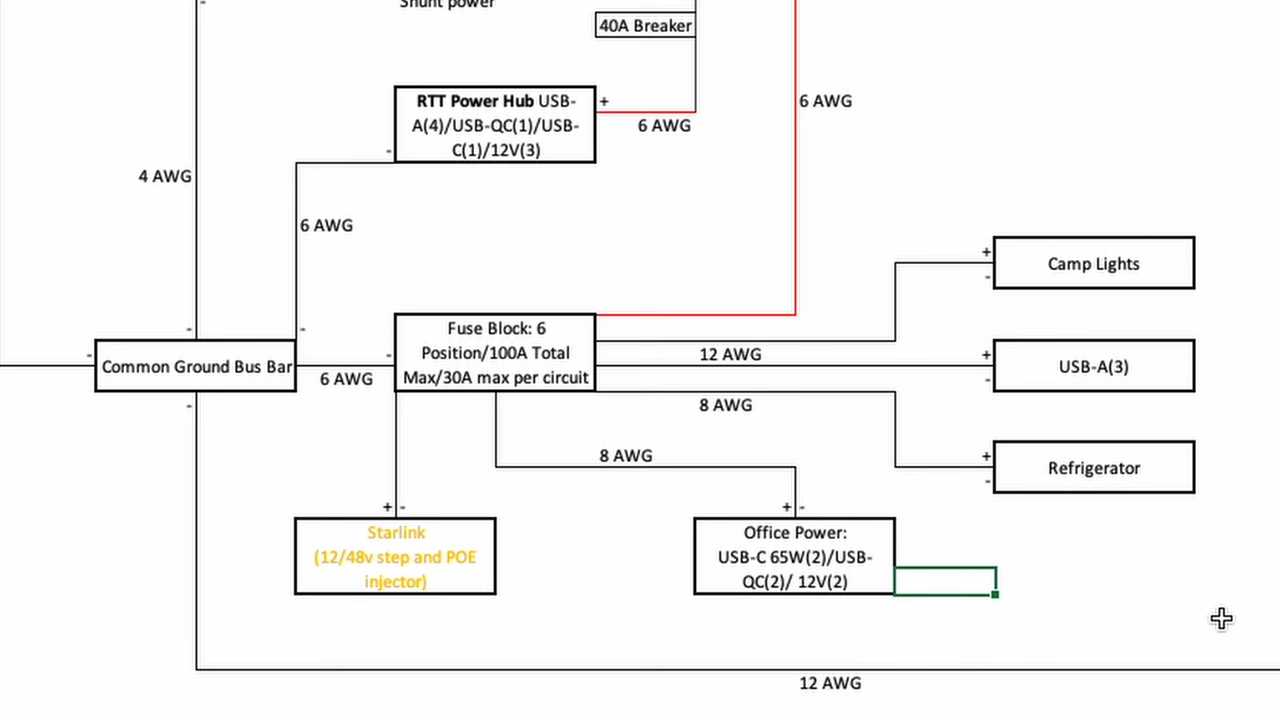 Shunt power
40A Breaker
RTT Power Hub USB-
A(4)/USB-QC(1)/USB-
C(1)/12V(3)
+
6 AWG
6 AWG
-
4 AWG
6 AWG
+
Camp Lights
-
-
-
Fuse Block: 6
Position/100A Total
Max/30A max per circuit
-
Common Ground Bus Bar
-
6 AWG
12 AWG
+
USB-A(3)
-
-
8 AWG
8 AWG
+
Refrigerator
-
+ -
Starlink
(12/48v step and POE
injector)
+ -
Office Power:
USB-C 65W(2)/USB-
QC(2)/ 12V(2)
12 AWG